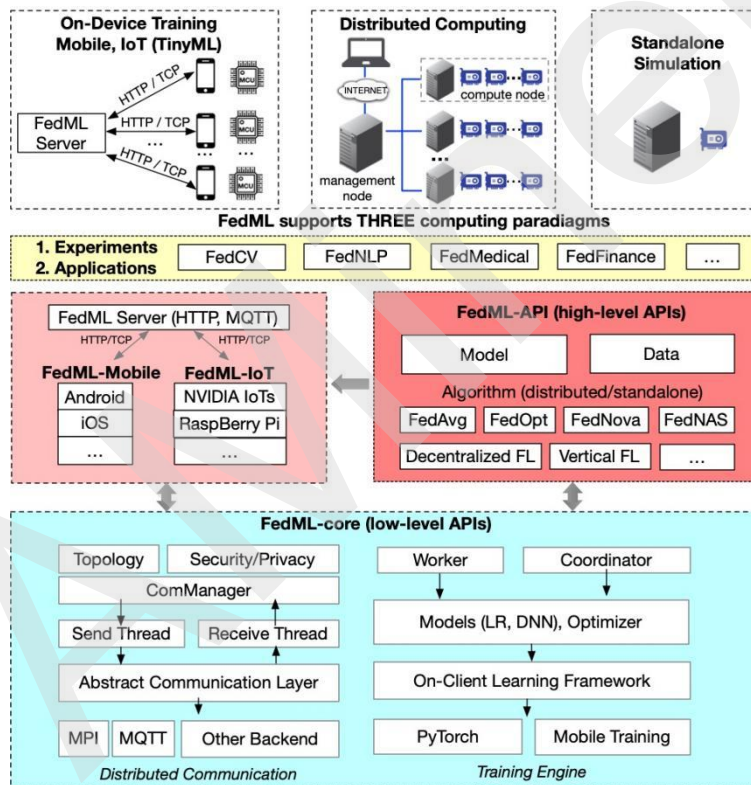 On-Device Training
Mobile, IoT (TinyML)
HTTP / TCP
MCU
FedML
Server
HTTP / TCP
MCU
...
...
...
HTTP / TCP
MCU
Distributed Computing
INTERNET
compute node
...
management
node
Standalone
Simulation
FedML supports THREE computing paradiagms
1. Experiments
2. Applications
FedCV
FedNLP
FedMedical
FedFinance
...
FedML Server (HTTP, MQTT)
HTTP/TCP
HTTP/TCP
FedML-Mobile
Android
iOS
...
FedML-IoT
NVIDIA IoTs
RaspBerry Pi
...
FedML-API (high-level APIs)
Model
Data
Algorithm (distributed/standalone)
FedAvg
FedOpt
FedNova
FedNAS
Decentralized FL
Vertical FL
...
FedML-core (low-level APIs)
Topology
Security/Privacy
ComManager
Send Thread
Receive Thread
Abstract Communication Layer
MPI
MQTT
Other Backend
Distributed Communication
Worker
Coordinator
Models (LR, DNN), Optimizer
On-Client Learning Framework
PyTorch
Mobile Training
Training Engine